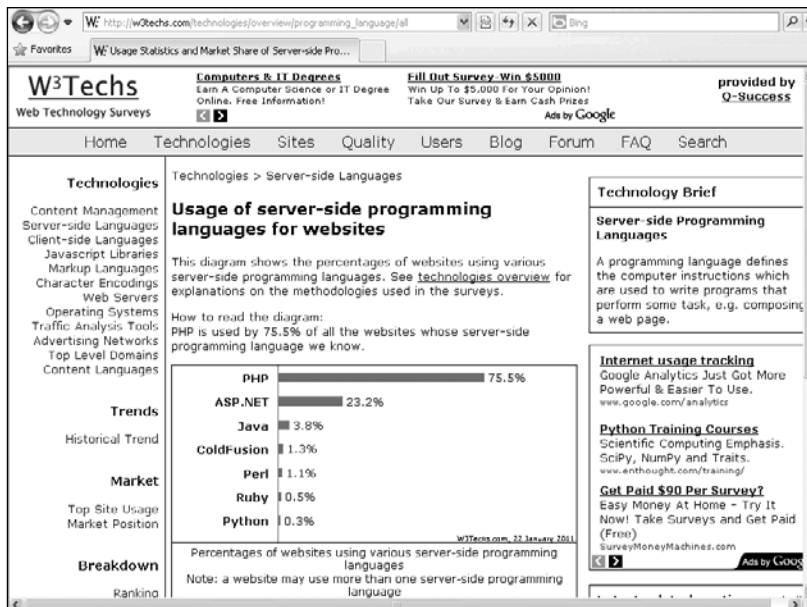 http://w3techs.com/technologies/overview/programming_language/all
Bing
Favorites
W³ Usage Statistics and Market Share of Server-side Pro...
W³Techs
Web Technology Surveys
Computers & IT Degrees
Earn A Computer Science or IT Degree
Online. Free Information!
Fill Out Survey-Win $5000
Win Up To $5,000 For Your Opinion!
Take Our Survey & Earn Cash Prizes
Ads by Google
provided by
Q-Success
Home Technologies Sites Quality Users Blog Forum FAQ Search
Technologies
Content Management
Server-side Languages
Client-side Languages
Javascript Libraries
Markup Languages
Character Encodings
Web Servers
Operating Systems
Traffic Analysis Tools
Advertising Networks
Top Level Domains
Content Languages
Trends
Historical Trend
Market
Top Site Usage
Market Position
Breakdown
Ranking
Technologies > Server-side Languages
Usage of server-side programming
languages for websites
This diagram shows the percentages of websites using various
server-side programming languages. See technologies overview for
explanations on the methodologies used in the surveys.
How to read the diagram:
PHP is used by 75.5% of all the websites whose server-side
programming language we know.
PHP 75.5%
ASP.NET 23.2%
Java 3.8%
ColdFusion 1.3%
Perl 1.1%
Ruby 0.5%
Python 0.3%
W3Techs.com, 22 January 2011
Percentages of websites using various server-side programming
languages
Note: a website may use more than one server-side programming
language
Technology Brief
Server-side Programming
Languages
A programming language defines
the computer instructions which
are used to write programs that
perform some task, e.g. composing
a web page.
Internet usage tracking
Google Analytics Just Got More
Powerful & Easier To Use.
www.google.com/analytics
Python Training Courses
Scientific Computing Emphasis.
SciPy, NumPy and Traits.
www.enthought.com/training/
Get Paid $90 Per Survey?
Easy Money At Home - Try It
Now! Take Surveys and Get Paid
(Free)
SurveyMoneyMachines.com
Ads by Goog